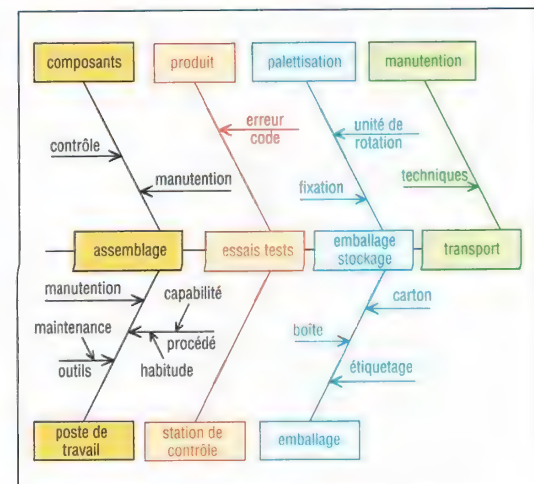 composants
produit
palettisation
manutention
contrôle
manutention
erreur
code
unité de
rotation
fixation
techniques
assemblage
essais tests
emballage
stockage
transport
manutention
capabilité
maintenance
procédé
outils
habitude
carton
boîte
étiquetage
poste de
travail
station de
contrôle
emballage